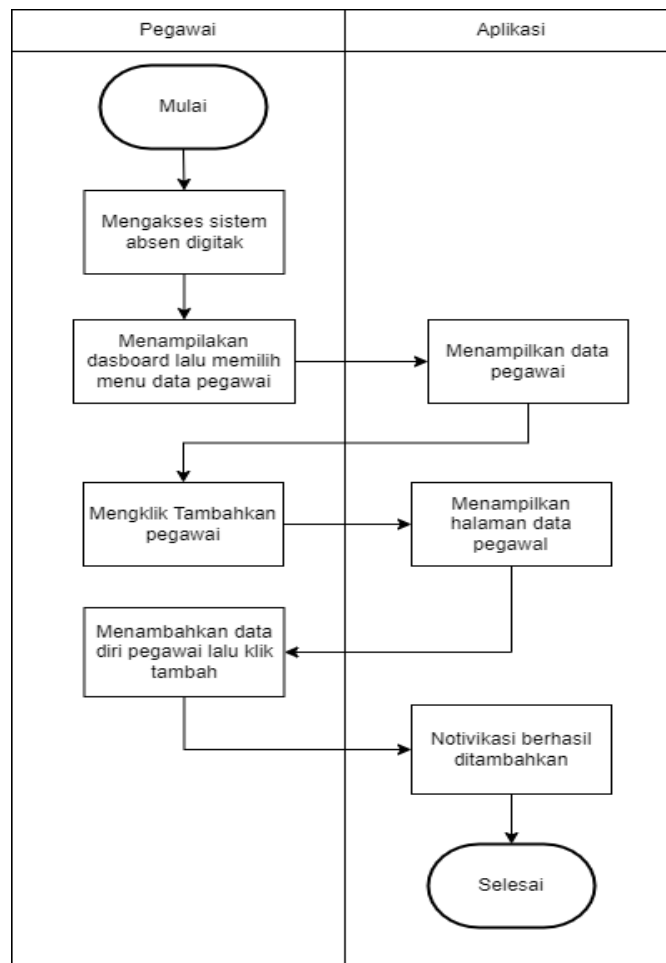 Pegawai
Aplikasi
Mulai
Mengakses sistem
absen digitak
Menampilakan
dasboard lalu memilih
menu data pegawai
Menampilkan data
pegawai
Mengklik Tambahkan
pegawai
Menampilkan
halaman data
pegawal
Menambahkan data
diri pegawai lalu klik
tambah
Notivikasi berhasil
ditambahkan
Selesai